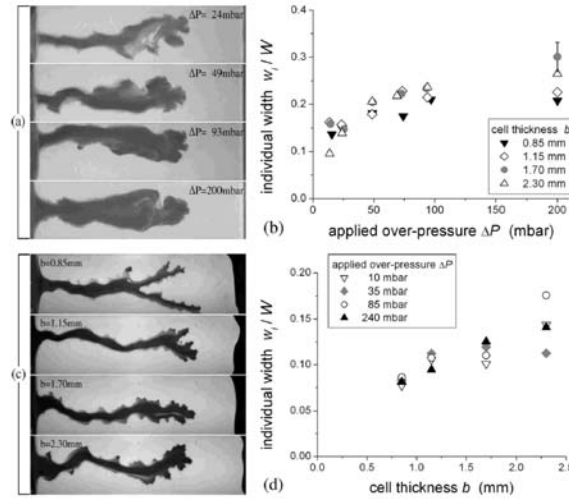 (a)
ΔP= 24mbar
ΔP= 49mbar
ΔP= 93mbar
ΔP=200mbar
individual width wᵢ / W
0.4
0.3
0.2
0.1
0.0
0 50 100 150 200
applied over-pressure ΔP (mbar)
cell thickness b
0.85 mm
1.15 mm
1.70 mm
2.30 mm
(b)
(c)
b=0.85mm
b=1.15mm
b=1.70mm
b=2.30mm
individual width wᵢ / W
0.20
0.15
0.10
0.05
0.00
0.0 0.5 1.0 1.5 2.0 2.5
cell thickness b (mm)
applied over-pressure ΔP
10 mbar
35 mbar
85 mbar
240 mbar
(d)